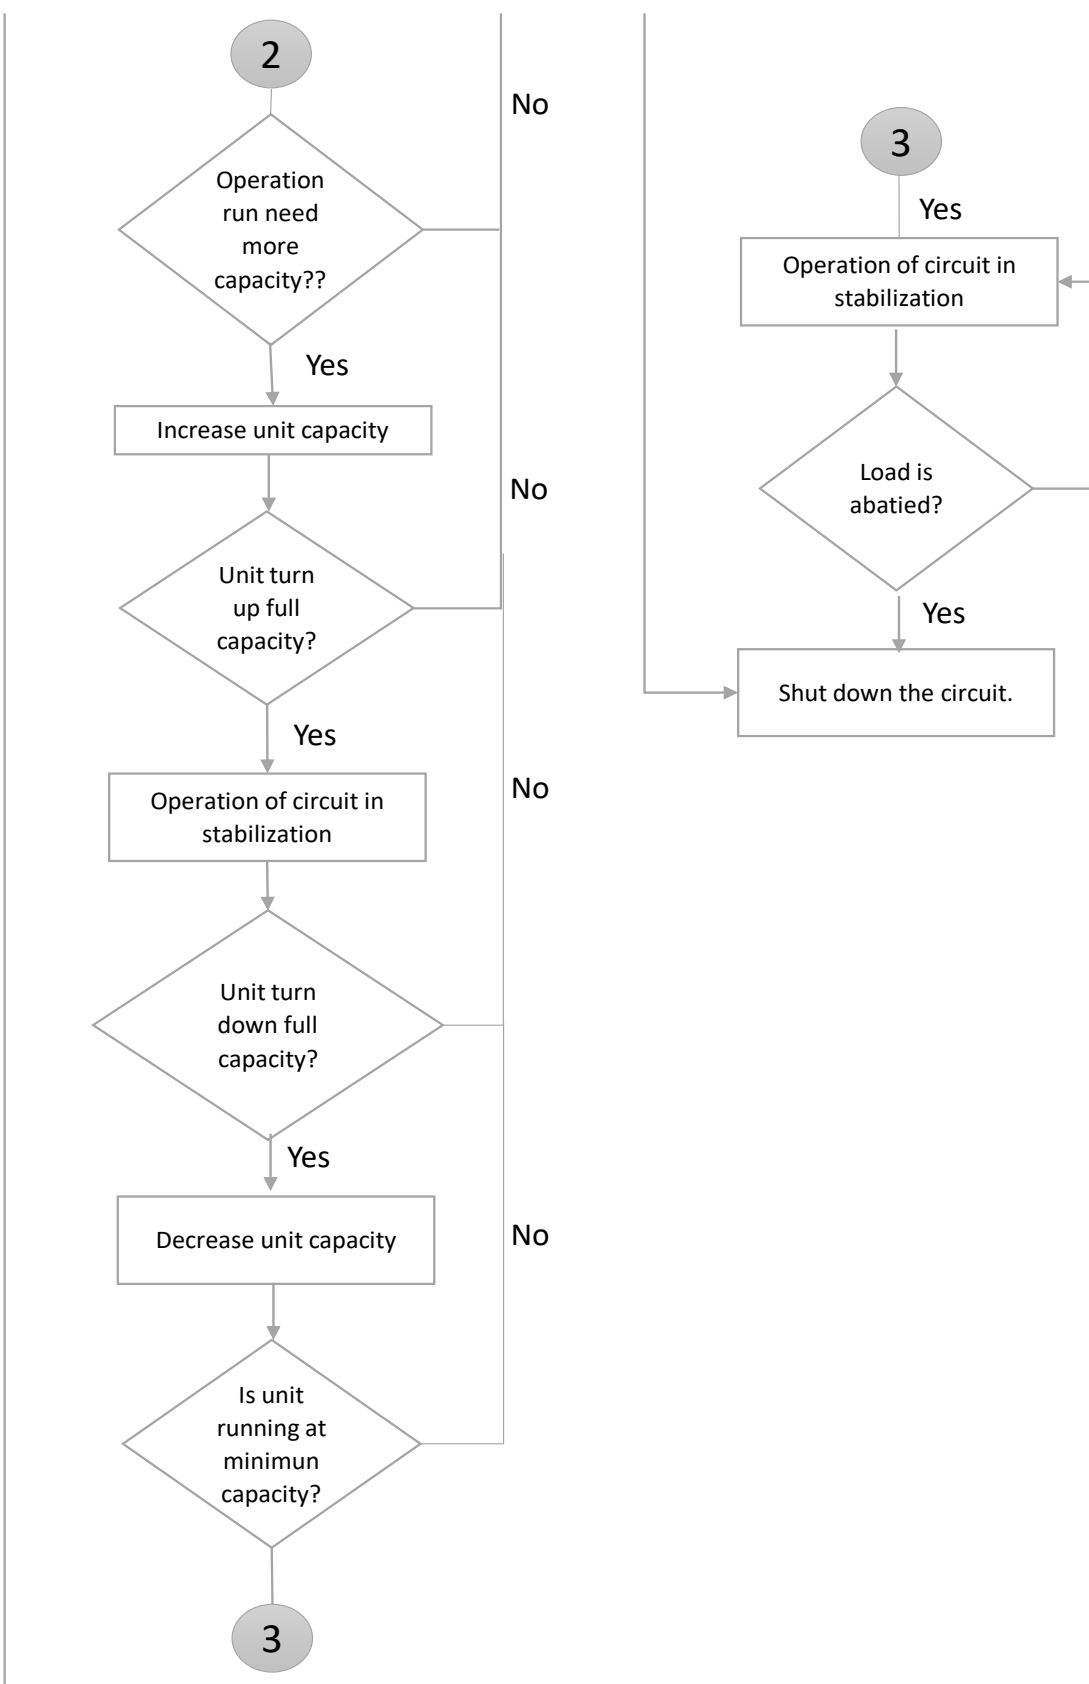 2
No
Operation
run need
more
capacity??
Yes
Increase unit capacity
No
Unit turn
up full
capacity?
Yes
Operation of circuit in
stabilization
No
Unit turn
down full
capacity?
Yes
Decrease unit capacity
No
Is unit
running at
minimun
capacity?
3
3
Yes
Operation of circuit in
stabilization
Load is
abatied?
Yes
Shut down the circuit.